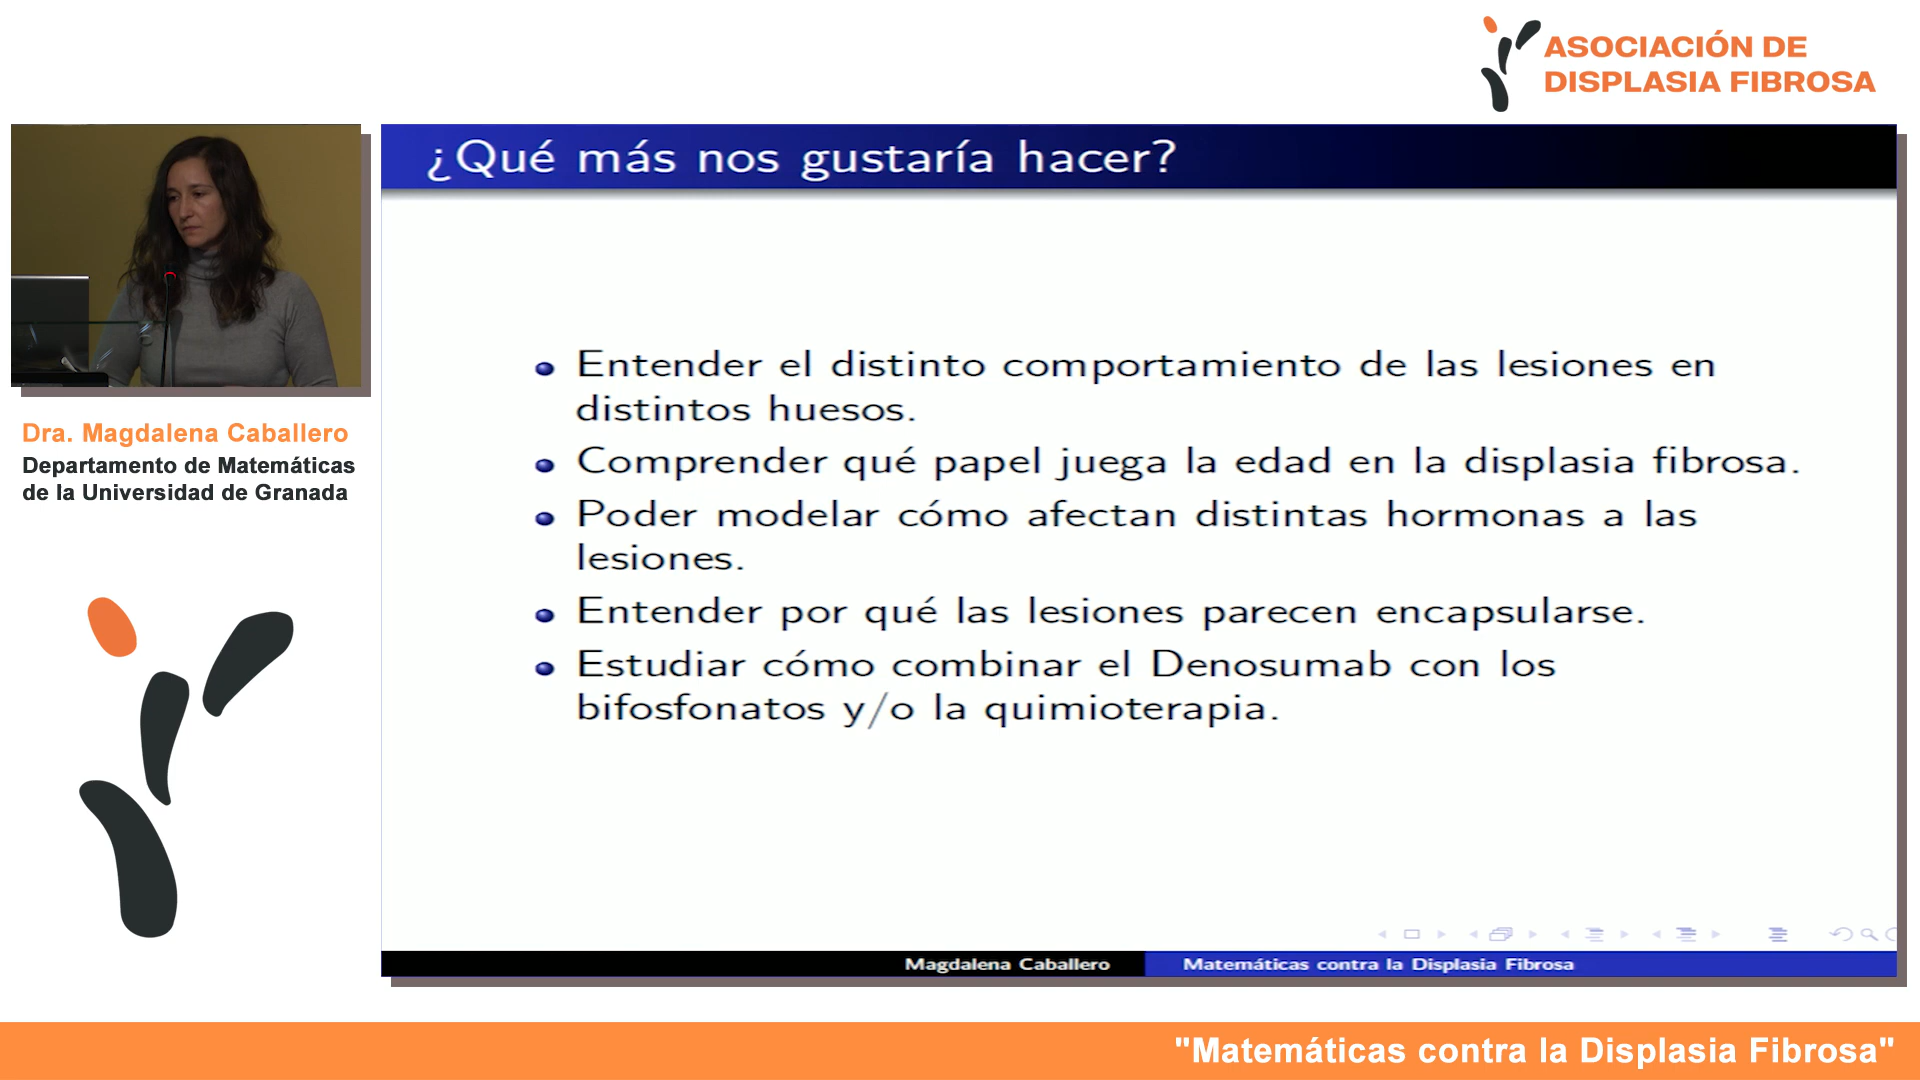 ASOCIACIÓN DE
DISPLASIA FIBROSA
¿Qué más nos gustaría hacer?
Entender el distinto comportamiento de las lesiones en
distintos huesos.
Comprender qué papel juega la edad en la displasia fibrosa.
Poder modelar cómo afectan distintas hormonas a las
lesiones.
Entender por qué las lesiones parecen encapsularse.
Estudiar cómo combinar el Denosumab con los
bifosfonatos y/o la quimioterapia.
Dra. Magdalena Caballero
Departamento de Matemáticas
de la Universidad de Granada
Magdalena Caballero
Matemáticas contra la Displasia Fibrosa
"Matemáticas contra la Displasia Fibrosa"